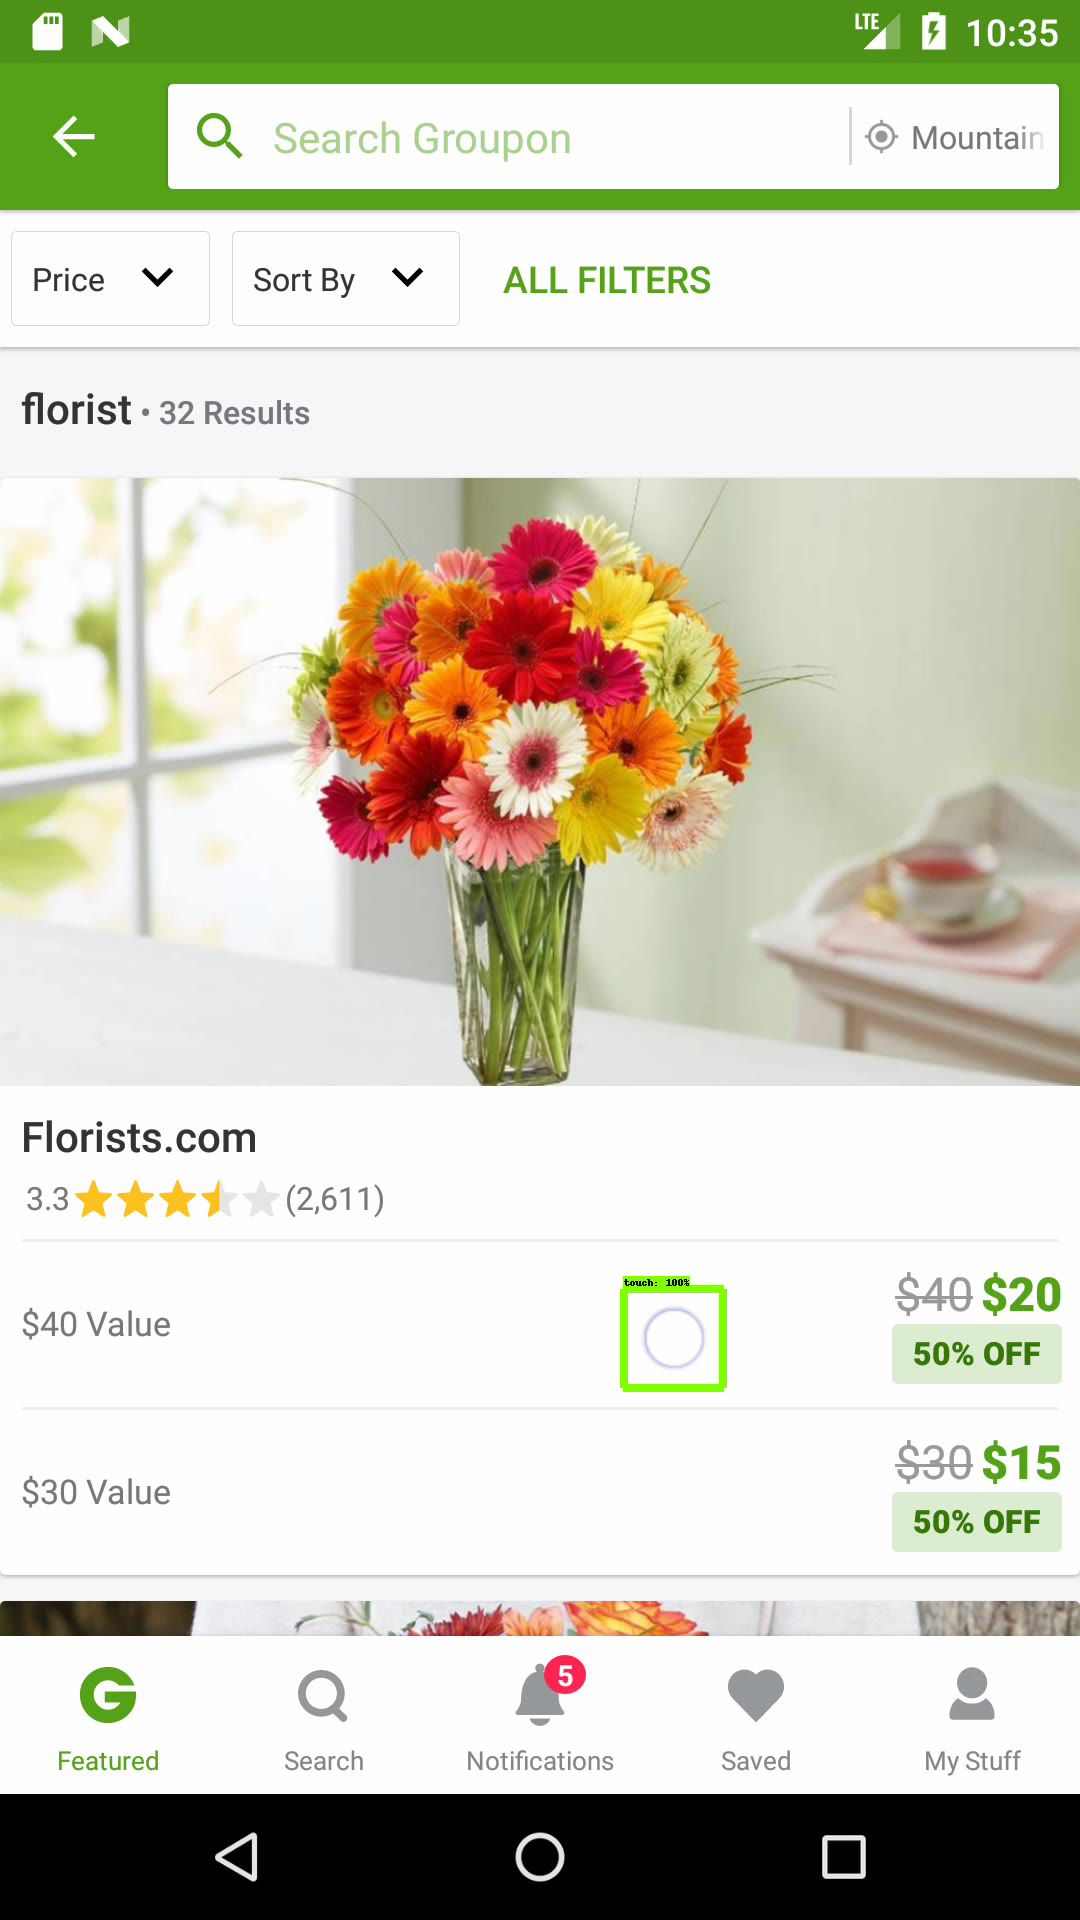 LTE 10:35
Search Groupon Mountain
Price Sort By ALL FILTERS
florist • 32 Results
Florists.com
3.3 (2,611)
touch: 100%
$40 $20
$40 Value
50% OFF
$30 $15
$30 Value
50% OFF
5
Featured Search Notifications Saved My Stuff